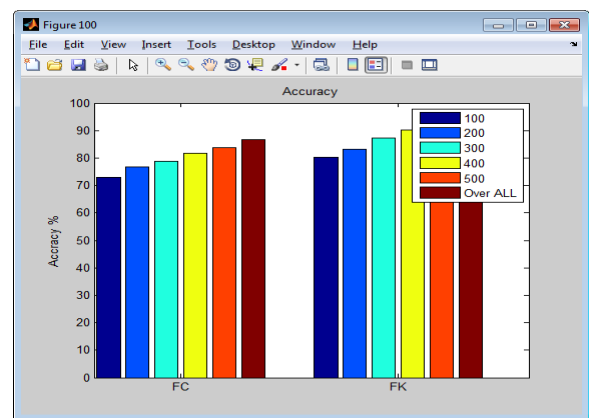 Figure 100
File Edit View Insert Tools Desktop Window Help
Accuracy
100
90
80
70
60
50
40
30
20
10
0
Accracy %
100
200
300
400
500
Over ALL
FC FK